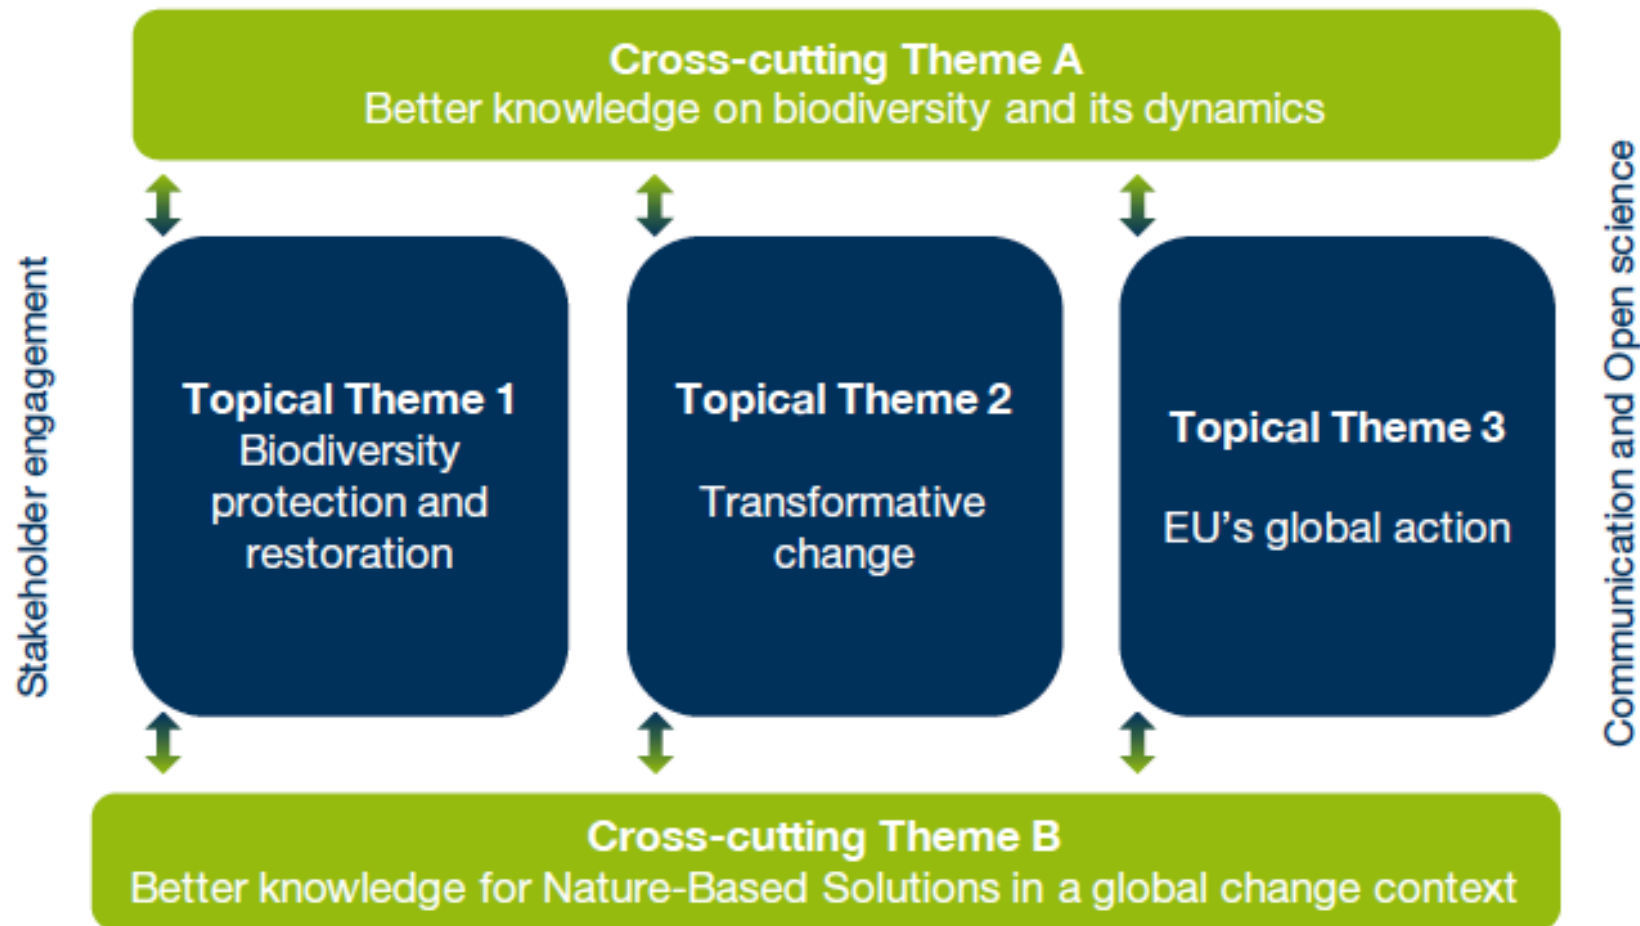 Cross-cutting Theme A
Better knowledge on biodiversity and its dynamics
Stakeholder engagement
Topical Theme 1
Biodiversity
protection and
restoration
Topical Theme 2
Transformative
change
Topical Theme 3
EU’s global action
Communication and Open science
Cross-cutting Theme B
Better knowledge for Nature-Based Solutions in a global change context